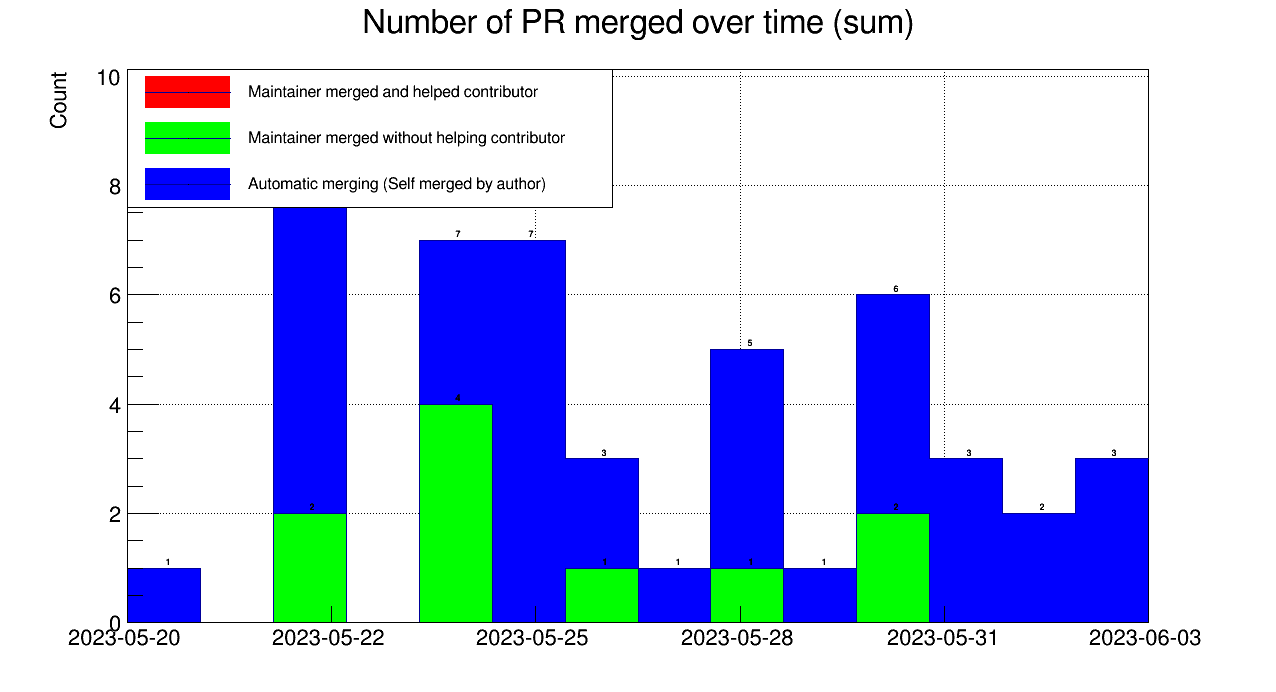 Number of PR merged over time (sum)
Count
10
8
6
4
2
0
Maintainer merged and helped contributor
Maintainer merged without helping contributor
Automatic merging (Self merged by author)
7 7
6
5
4
3 3 3
2 2 2
1 1 1 1 1
2023-05-20 2023-05-22 2023-05-25 2023-05-28 2023-05-31 2023-06-03